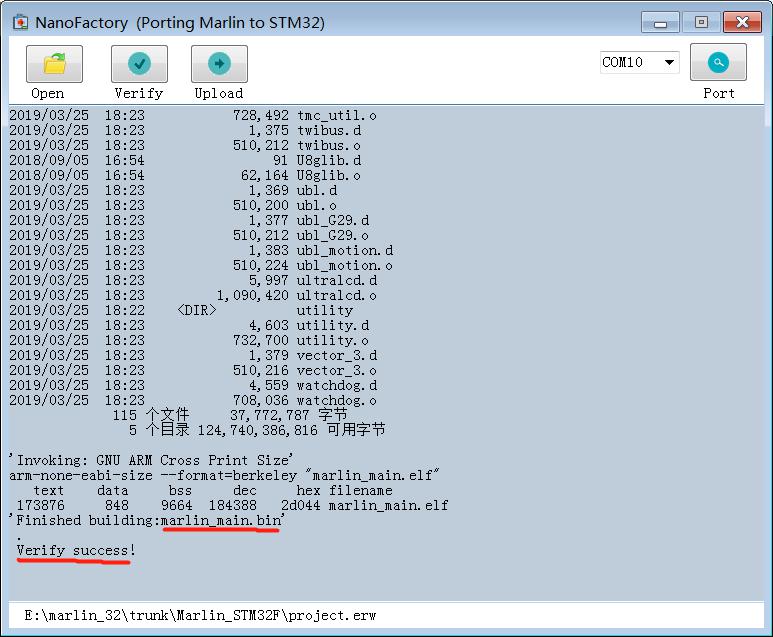 NanoFactory (Porting Marlin to STM32)
Open Verify Upload COM10 Port
2019/03/25 18:23 728,492 tmc_util.o
2019/03/25 18:23 1,375 twibus.d
2019/03/25 18:23 510,212 twibus.o
2018/09/05 16:54 91 U8glib.d
2018/09/05 16:54 62,164 U8glib.o
2019/03/25 18:23 1,369 ubl.d
2019/03/25 18:23 510,200 ubl.o
2019/03/25 18:23 1,377 ubl_G29.d
2019/03/25 18:23 510,212 ubl_G29.o
2019/03/25 18:23 1,383 ubl_motion.d
2019/03/25 18:23 510,224 ubl_motion.o
2019/03/25 18:23 5,997 ultralcd.d
2019/03/25 18:23 1,090,420 ultralcd.o
2019/03/25 18:22 <DIR> utility
2019/03/25 18:23 4,603 utility.d
2019/03/25 18:23 732,700 utility.o
2019/03/25 18:23 1,379 vector_3.d
2019/03/25 18:23 510,216 vector_3.o
2019/03/25 18:23 4,559 watchdog.d
2019/03/25 18:23 708,036 watchdog.o
115 个文件 37,772,787 字节
5 个目录 124,740,386,816 可用字节
'Invoking: GNU ARM Cross Print Size'
arm-none-eabi-size --format=berkeley "marlin_main.elf"
text data bss dec hex filename
173876 848 9664 184388 2d044 marlin_main.elf
'Finished building:marlin_main.bin'
.
Verify success!
E:\marlin_32\trunk\Marlin_STM32F\project.erw